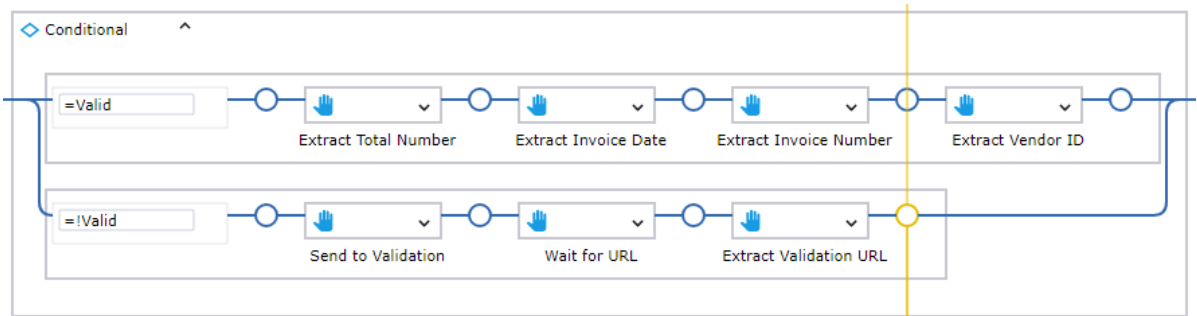 Conditional
=Valid
Extract Total Number
Extract Invoice Date
Extract Invoice Number
Extract Vendor ID
=!Valid
Send to Validation
Wait for URL
Extract Validation URL